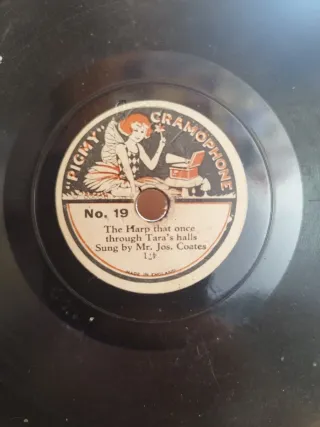 "PIGMY" GRAMOPHONE
No. 19
The Harp that once
through Tara's halls
Sung by Mr. Jos. Coates
MADE IN ENGLAND